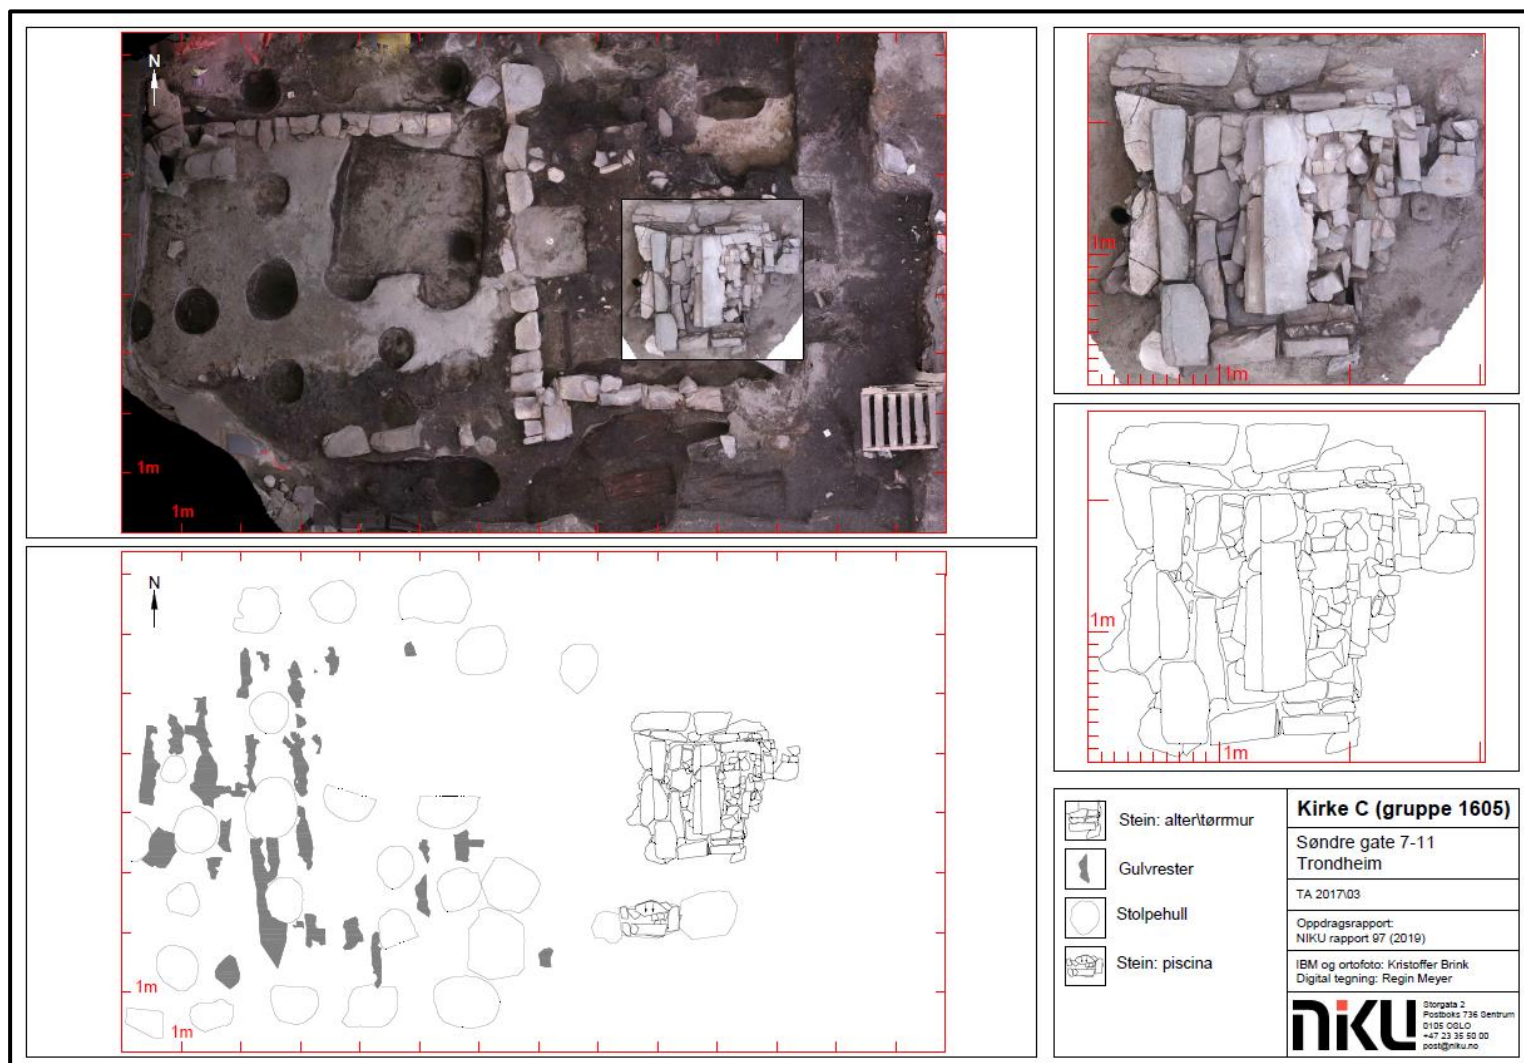 N
1m
1m
1m
1m
N
1m
1m
1m
1m
Stein: alter\tørrmur
Gulvrester
Stolpehull
Stein: piscina
Kirke C (gruppe 1605)
Søndre gate 7-11
Trondheim
TA 2017\03
Oppdragsrapport:
NIKU rapport 97 (2019)
IBM og ortofoto: Kristoffer Brink
Digital tegning: Regin Meyer
NIKU
Storgata 2
Postboks 736 Sentrum
0105 OSLO
+47 23 35 50 00
post@niku.no